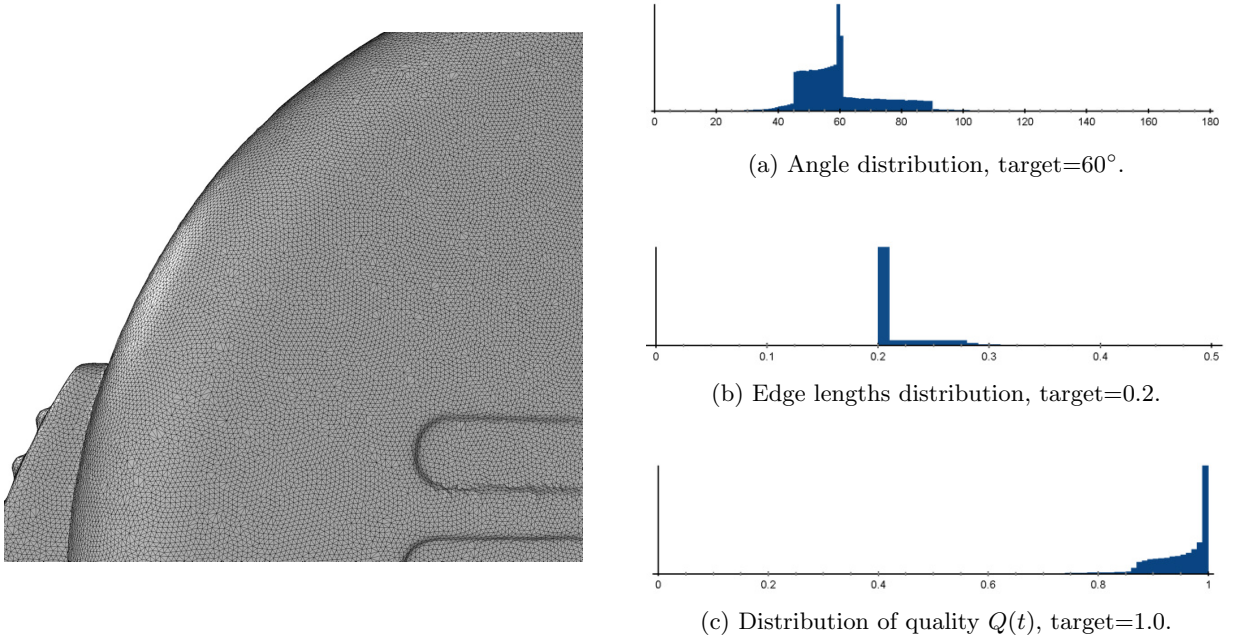 0 20 40 60 80 100 120 140 160 180
(a) Angle distribution, target=60°.
0 0.1 0.2 0.3 0.4 0.5
(b) Edge lengths distribution, target=0.2.
0 0.2 0.4 0.6 0.8 1
(c) Distribution of quality Q(t), target=1.0.